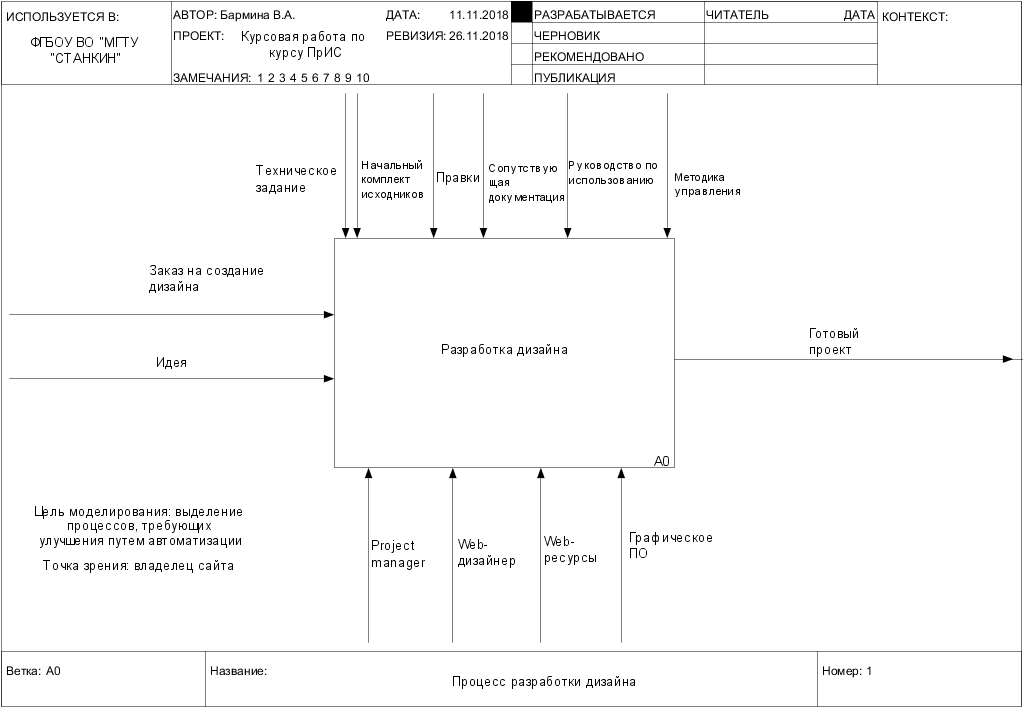 ИСПОЛЬЗУЕТСЯ В:
ФГБОУ ВО "МГТУ
"СТАНКИН"
АВТОР: Бармина В.А.
ДАТА: 11.11.2018
ПРОЕКТ: Курсовая работа по
курсу ПрИС
РЕВИЗИЯ: 26.11.2018
ЗАМЕЧАНИЯ: 1 2 3 4 5 6 7 8 9 10
РАЗРАБАТЫВАЕТСЯ
ЧЕРНОВИК
РЕКОМЕНДОВАНО
ПУБЛИКАЦИЯ
ЧИТАТЕЛЬ ДАТА
КОНТЕКСТ:
Техническое
задание
Начальный
комплект
исходников
Правки
Сопутствую
щая
документация
Руководство по
использованию
Методика
управления
Заказ на создание
дизайна
Идея
Разработка дизайна
A0
Готовый
проект
Цель моделирования: выделение
процессов, требующих
улучшения путем автоматизации
Точка зрения: владелец сайта
Project
manager
Web-
дизайнер
Web-
ресурсы
Графическое
ПО
Ветка: A0
Название:
Процесс разработки дизайна
Номер: 1